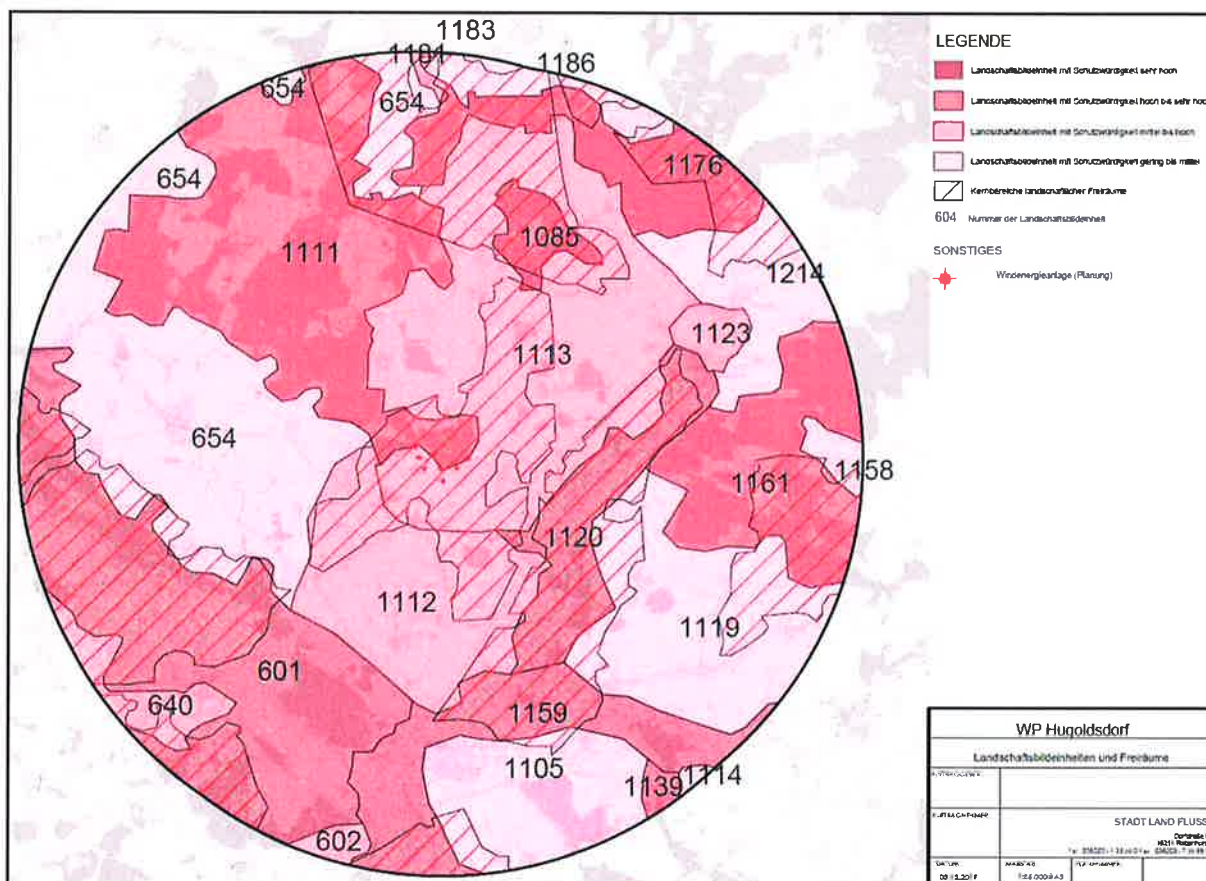 1183
1181
1186
654
654
1176
654
1085
1111
1214
1123
1113
654
1158
1161
1120
1112
1119
601
640
1159
1105
1139
1114
602
LEGENDE
Landschaftsbildeinheit mit Schutzwürdigkeit sehr hoch
Landschaftsbildeinheit mit Schutzwürdigkeit hoch bis sehr hoc
Landschaftsbildeinheit mit Schutzwürdigkeit mittel bis hoch
Landschaftsbildeinheit mit Schutzwürdigkeit gering bis mittel
Kernbereiche landschaftlicher Freiräume
604 Nummer der Landschaftsbildeinheit
SONSTIGES
Windenergieanlage (Planung)
WP Hugoldsdorf
Landschaftsbildeinheiten und Freiräume
STADT LAND FLUSS